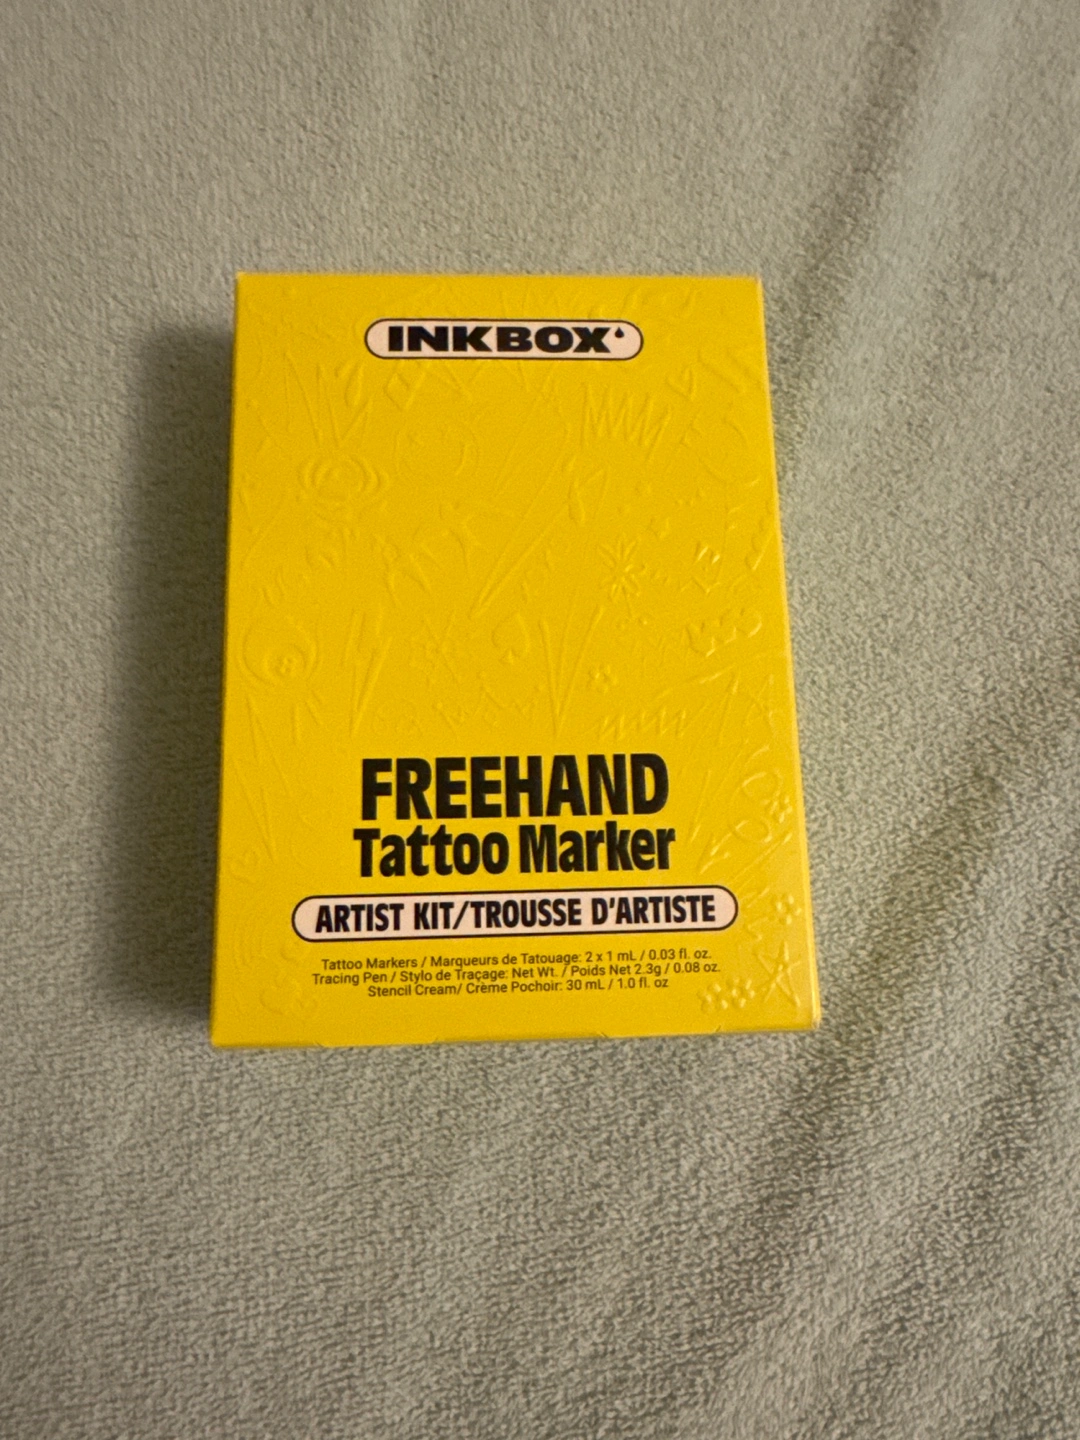 INKBOX
FREEHAND
Tattoo Marker
ARTIST KIT/TROUSSE D'ARTISTE
Tattoo Markers / Marqueurs de Tatouage: 2 x 1 mL / 0.03 fl. oz.
Tracing Pen / Stylo de Traçage: Net Wt. / Poids Net 2.3g / 0.08 oz.
Stencil Cream/ Crème Pochoir: 30 mL / 1.0 fl. oz